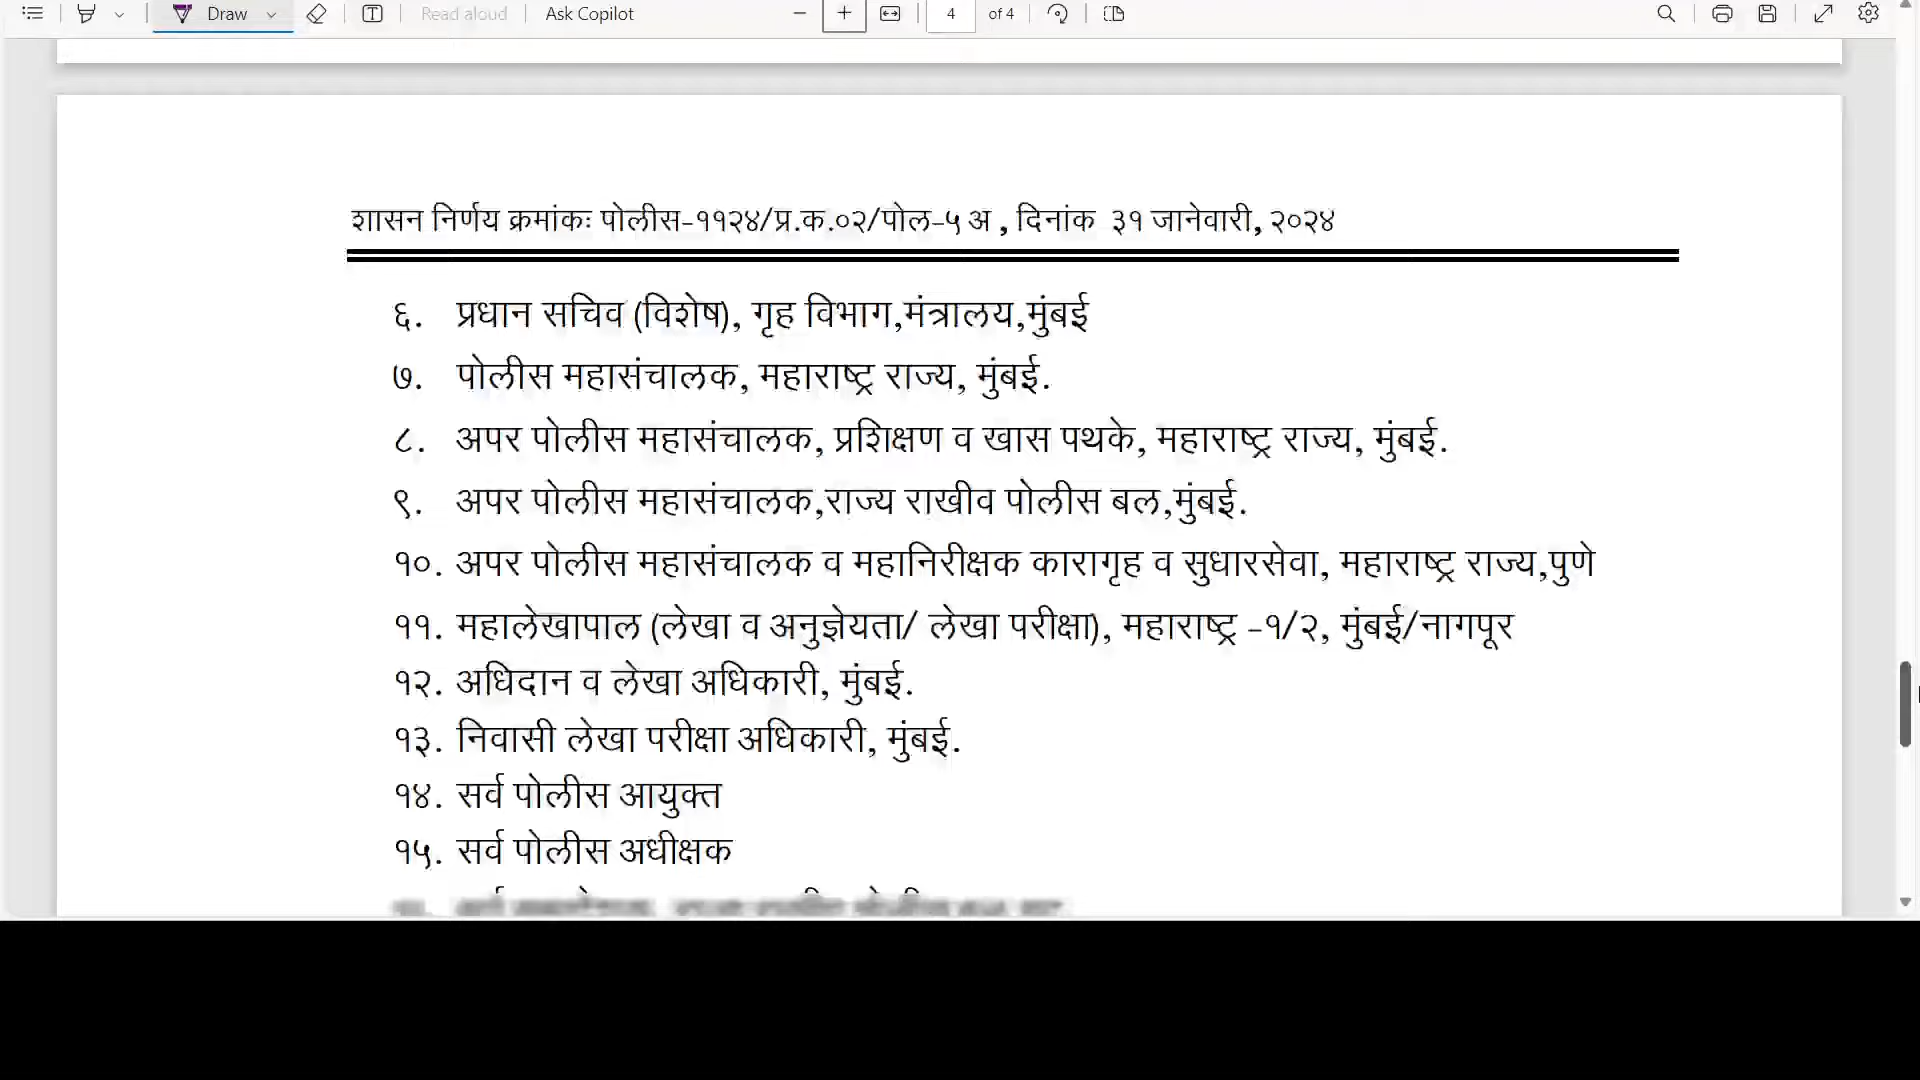 Draw
Read aloud
Ask Copilot
4 of 4
शासन निर्णय क्रमांकः पोलीस-११२४/प्र.क.०२/पोल-५ अ , दिनांक ३१ जानेवारी, २०२४
६. प्रधान सचिव (विशेष), गृह विभाग,मंत्रालय,मुंबई
७. पोलीस महासंचालक, महाराष्ट्र राज्य, मुंबई.
८. अपर पोलीस महासंचालक, प्रशिक्षण व खास पथके, महाराष्ट्र राज्य, मुंबई.
९. अपर पोलीस महासंचालक,राज्य राखीव पोलीस बल,मुंबई.
१०. अपर पोलीस महासंचालक व महानिरीक्षक कारागृह व सुधारसेवा, महाराष्ट्र राज्य,पुणे
११. महालेखापाल (लेखा व अनुज्ञेयता/ लेखा परीक्षा), महाराष्ट्र -१/२, मुंबई/नागपूर
१२. अधिदान व लेखा अधिकारी, मुंबई.
१३. निवासी लेखा परीक्षा अधिकारी, मुंबई.
१४. सर्व पोलीस आयुक्त
१५. सर्व पोलीस अधीक्षक